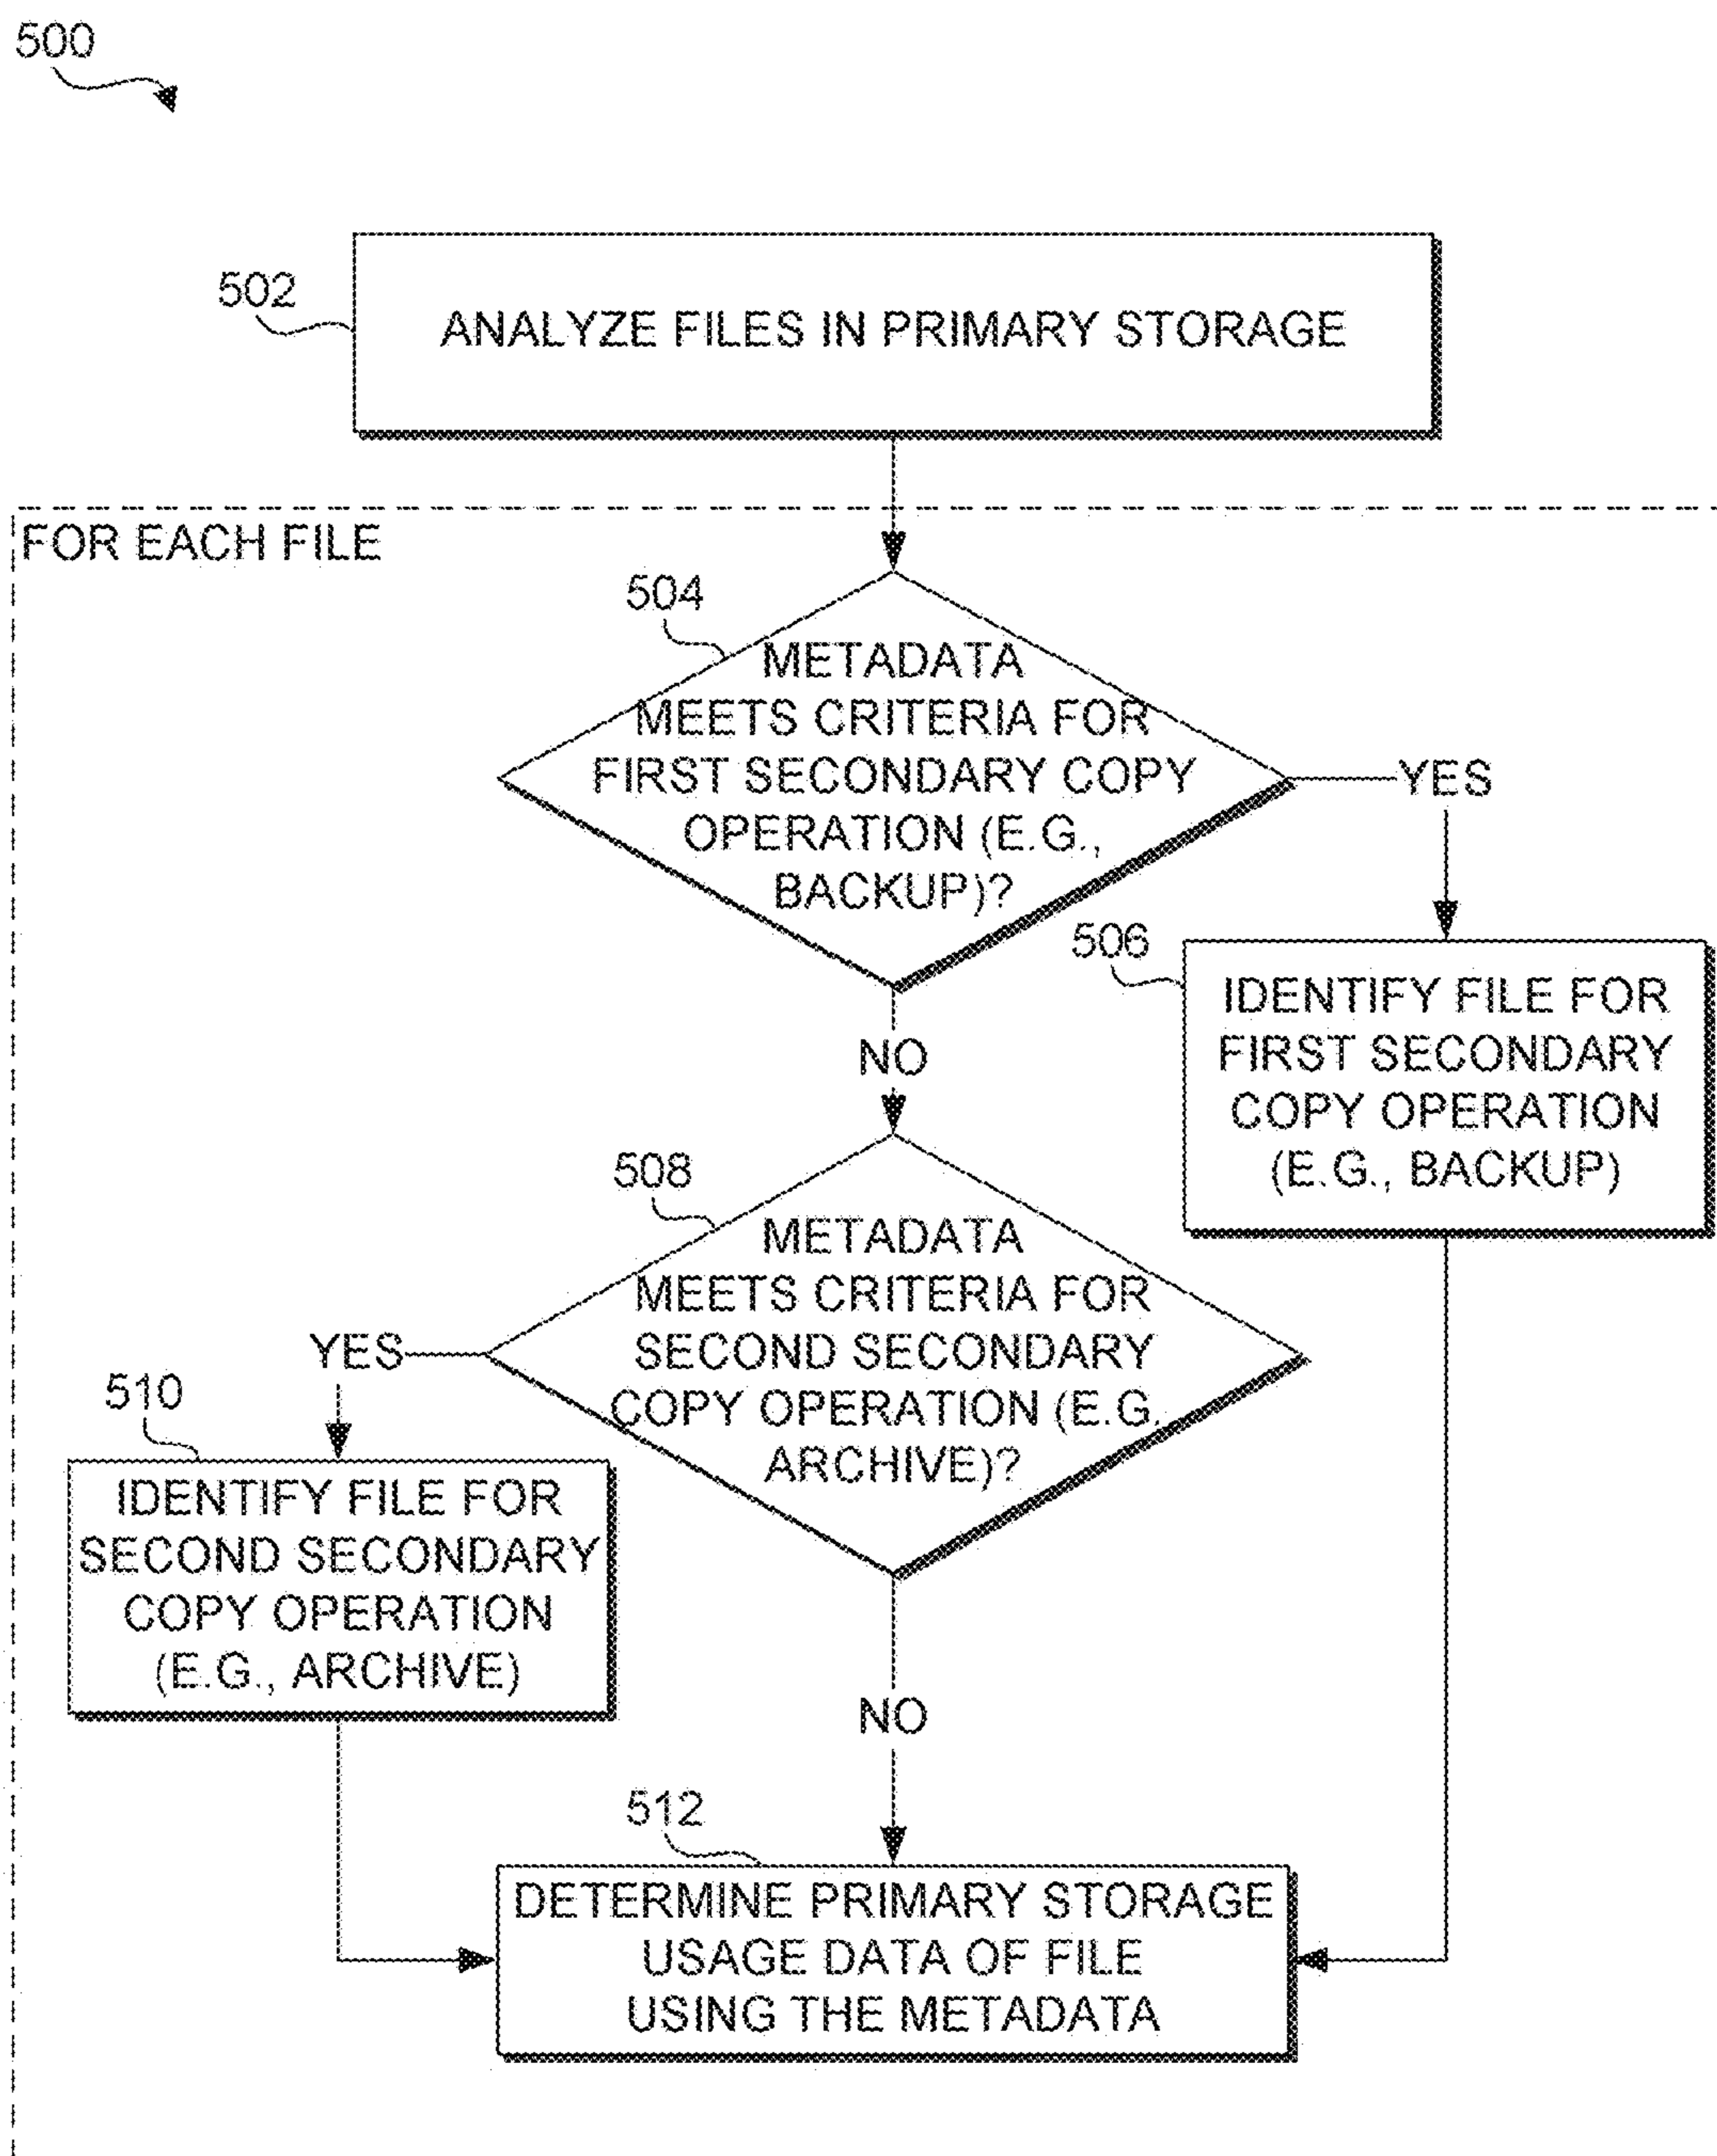 500
502
ANALYZE FILES IN PRIMARY STORAGE
FOR EACH FILE
504
METADATA
MEETS CRITERIA FOR
FIRST SECONDARY COPY
OPERATION (E.G.,
BACKUP)?
YES
506
IDENTIFY FILE FOR
FIRST SECONDARY
COPY OPERATION
(E.G., BACKUP)
NO
508
METADATA
MEETS CRITERIA FOR
SECOND SECONDARY
COPY OPERATION (E.G.
ARCHIVE)?
YES
510
IDENTIFY FILE FOR
SECOND SECONDARY
COPY OPERATION
(E.G., ARCHIVE)
NO
512
DETERMINE PRIMARY STORAGE
USAGE DATA OF FILE
USING THE METADATA